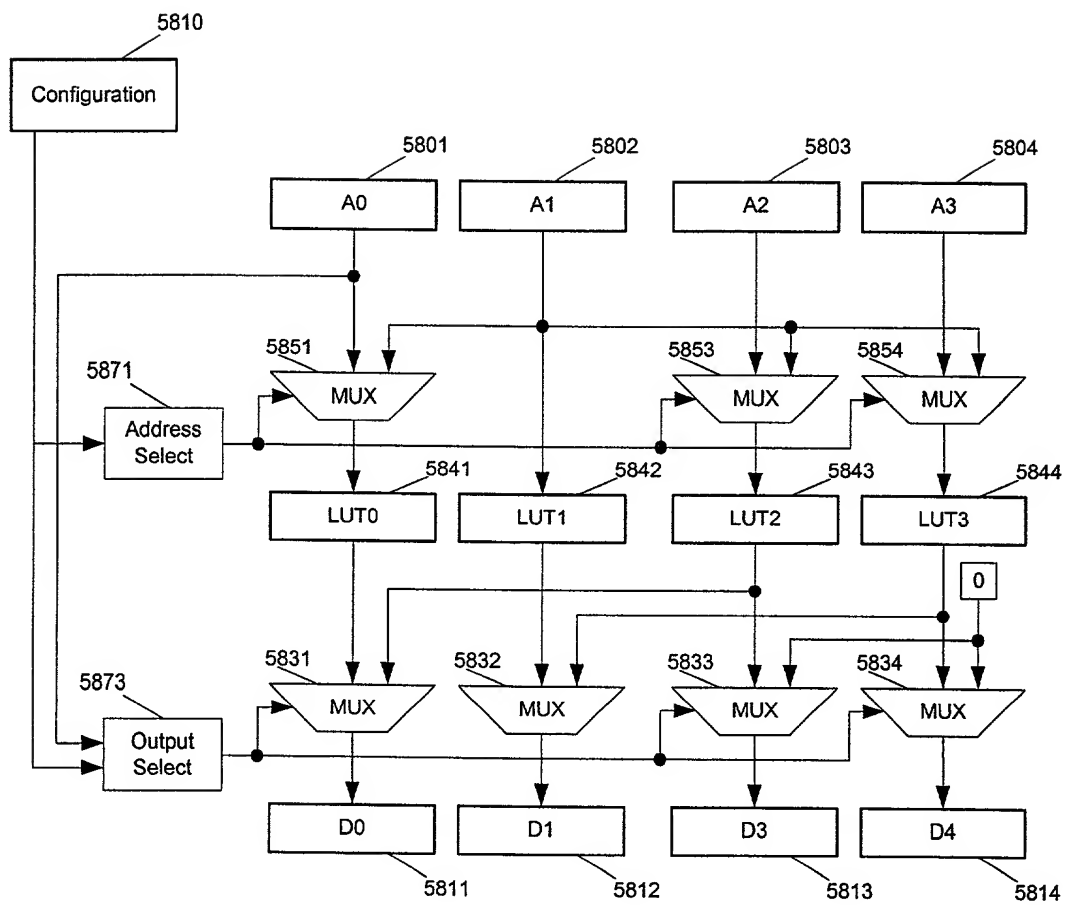 5810
Configuration
5801
5802
5803
5804
A0
A1
A2
A3
5851
5853
5854
5871
MUX
MUX
MUX
Address
Select
5841
5842
5843
5844
LUT0
LUT1
LUT2
LUT3
0
5831
5832
5833
5834
5873
MUX
MUX
MUX
MUX
Output
Select
D0
D1
D3
D4
5811
5812
5813
5814